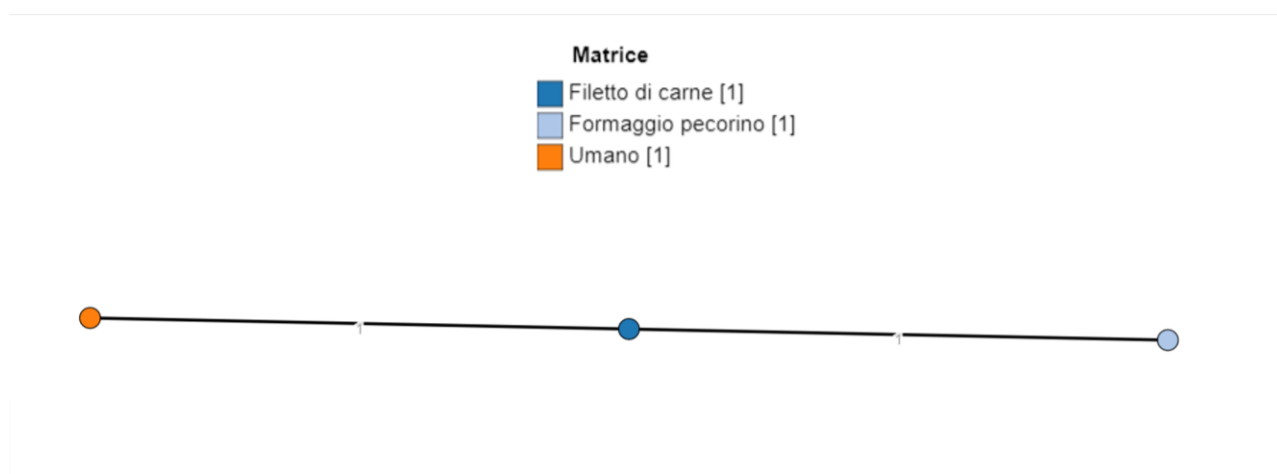 Matrice
Filetto di carne [1]
Formaggio pecorino [1]
Umano [1]
1
1